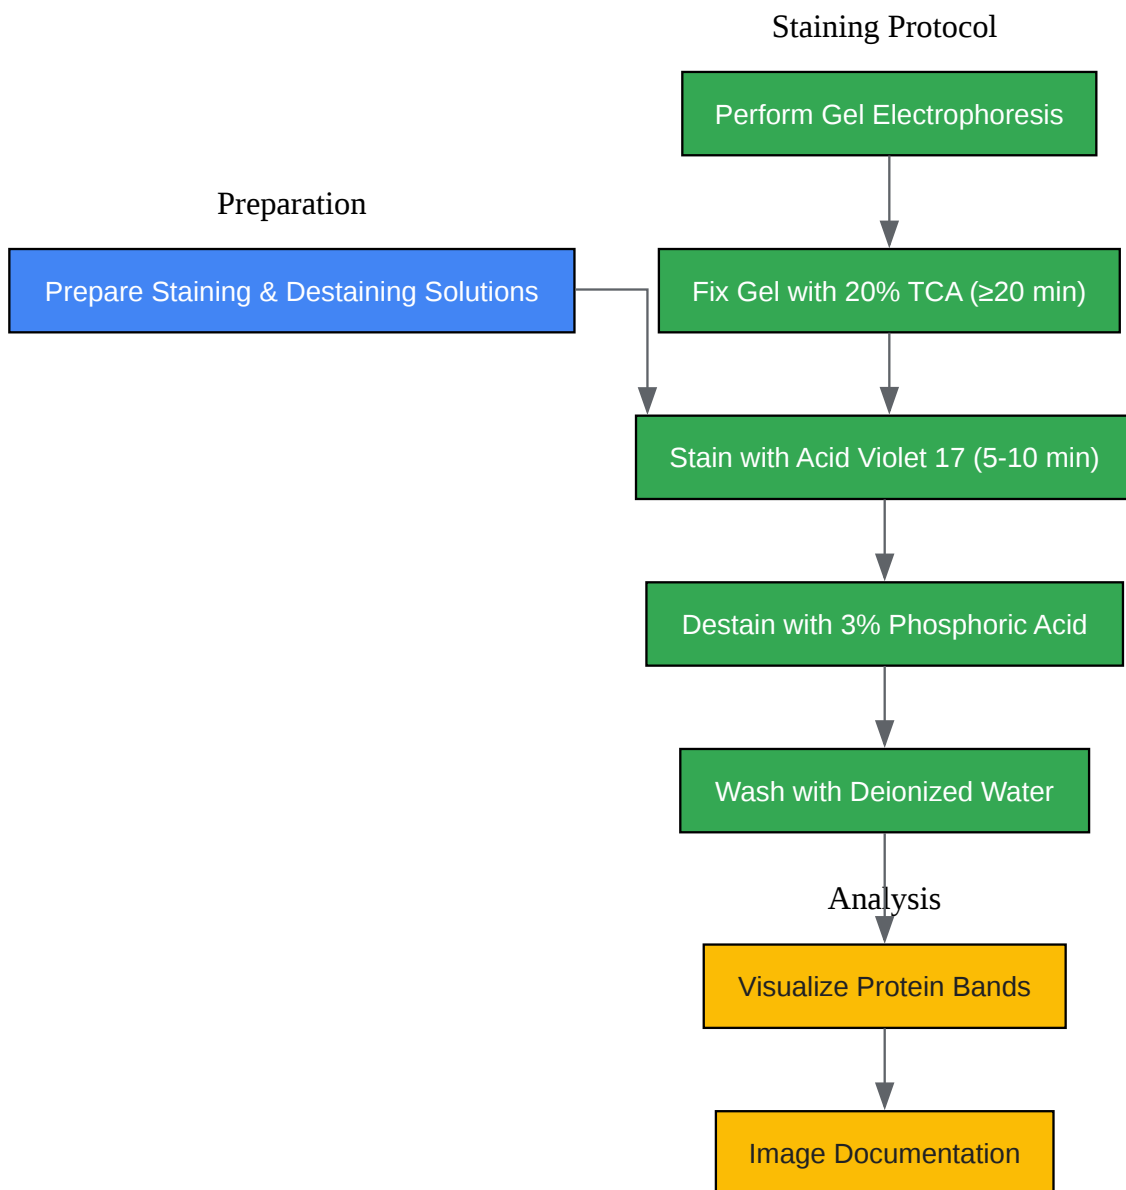 Staining Protocol
Perform Gel Electrophoresis
Preparation
Prepare Staining & Destaining Solutions
Fix Gel with 20% TCA (≥20 min)
Stain with Acid Violet 17 (5-10 min)
Destain with 3% Phosphoric Acid
Wash with Deionized Water
Analysis
Visualize Protein Bands
Image Documentation